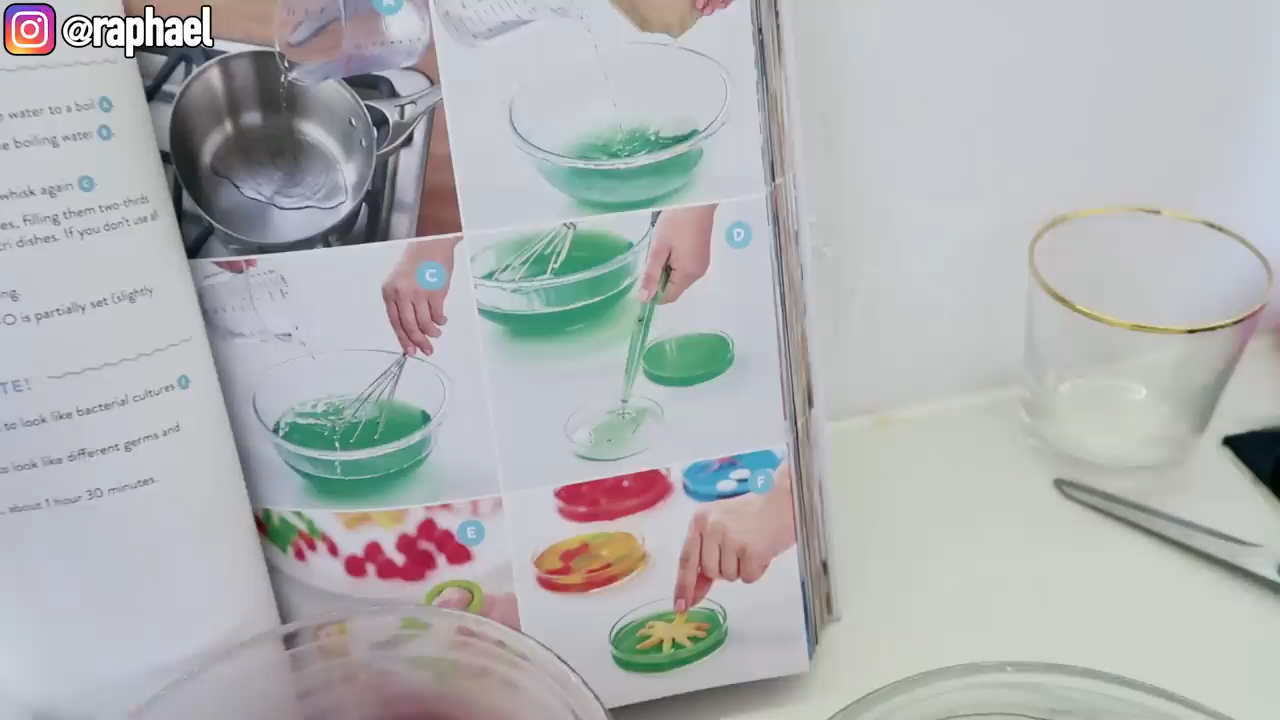 @raphael
A
water to a boil A.
boiling water B.
whisk again C.
es, filling them two-thirds
dishes. If you don't use all
ng.
-O is partially set (slightly
TE!
to look like bacterial cultures E
to look like different germs and
about 1 hour 30 minutes.
C
D
E
F